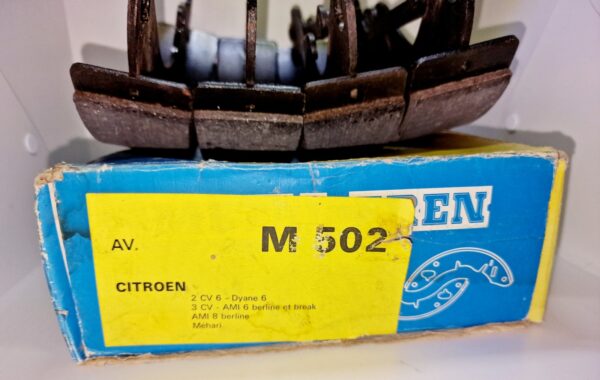 REN
AV. M 502
CITROEN
2 CV 6 - Dyane 6
3 CV - AMI 6 berline et break
AMI 8 berline
Méhari